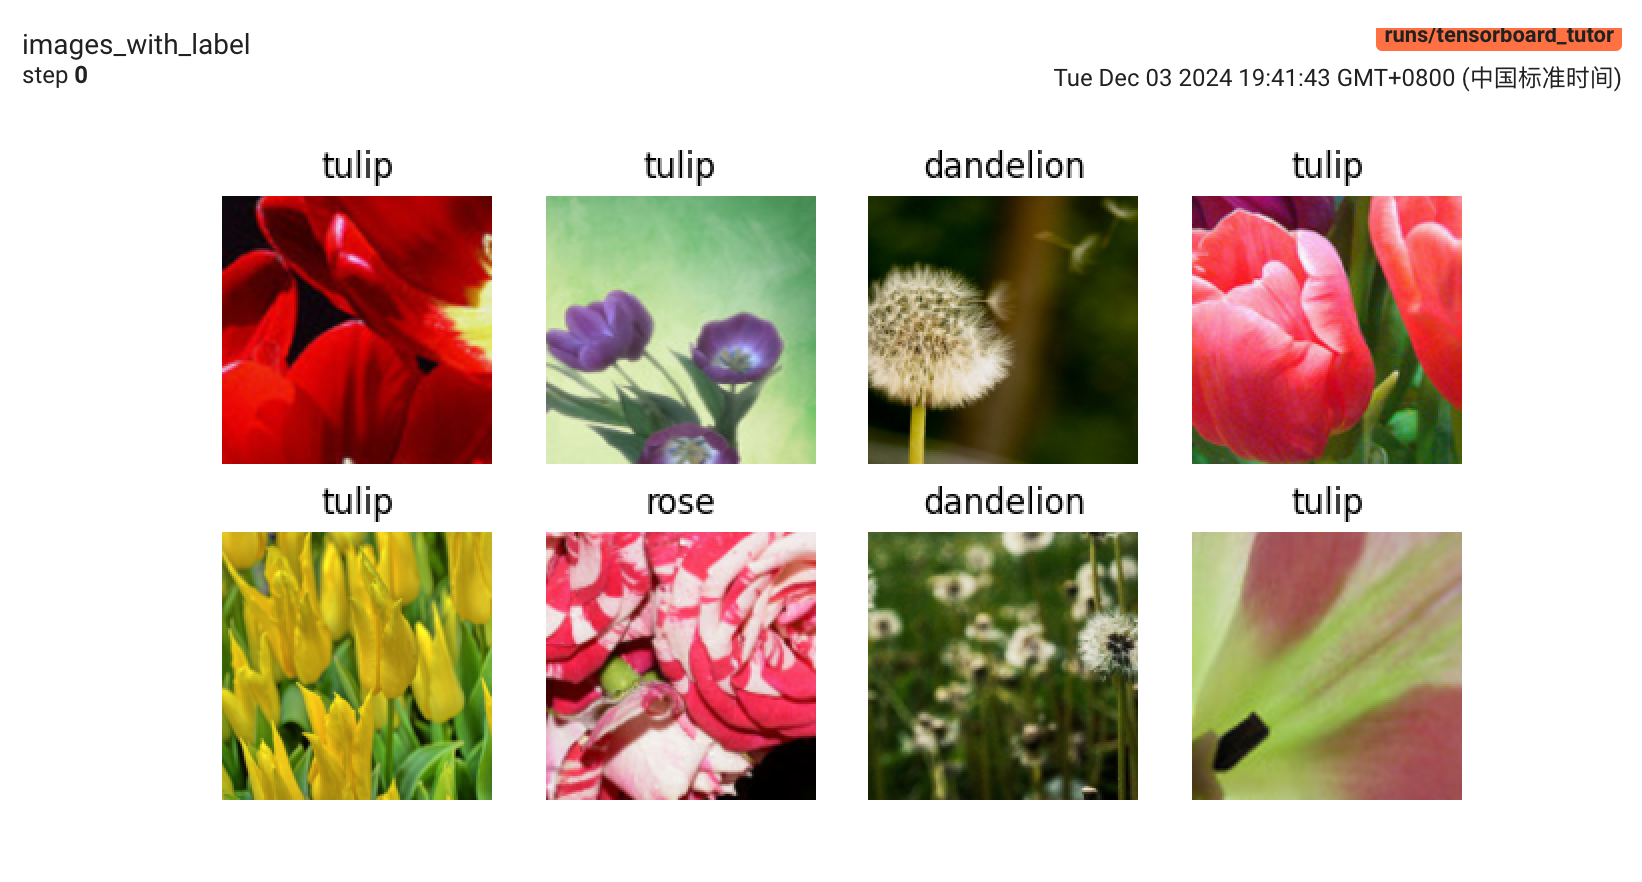 images_with_label
runs/tensorboard_tutor
step 0
Tue Dec 03 2024 19:41:43 GMT+0800 (中国标准时间)
tulip
tulip
dandelion
tulip
tulip
rose
dandelion
tulip